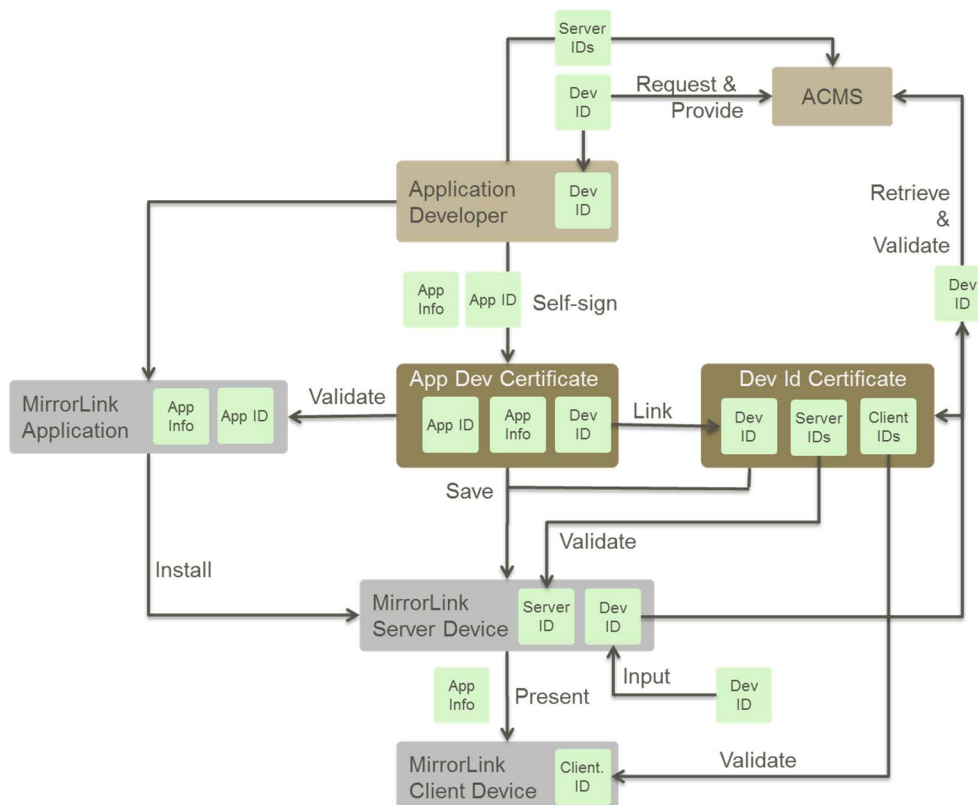 Server
IDs
Dev
ID
Request &
Provide
ACMS
Application
Developer
Dev
ID
Retrieve
&
Validate
Dev
ID
App
Info
App ID
Self-sign
MirrorLink
Application
App
Info
App ID
Validate
App Dev Certificate
App ID
App
Info
Dev
ID
Link
Dev Id Certificate
Dev
ID
Server
IDs
Client
IDs
Save
Validate
Install
MirrorLink
Server Device
Server
ID
Dev
ID
App
Info
Present
Input
Dev
ID
MirrorLink
Client Device
Client.
ID
Validate